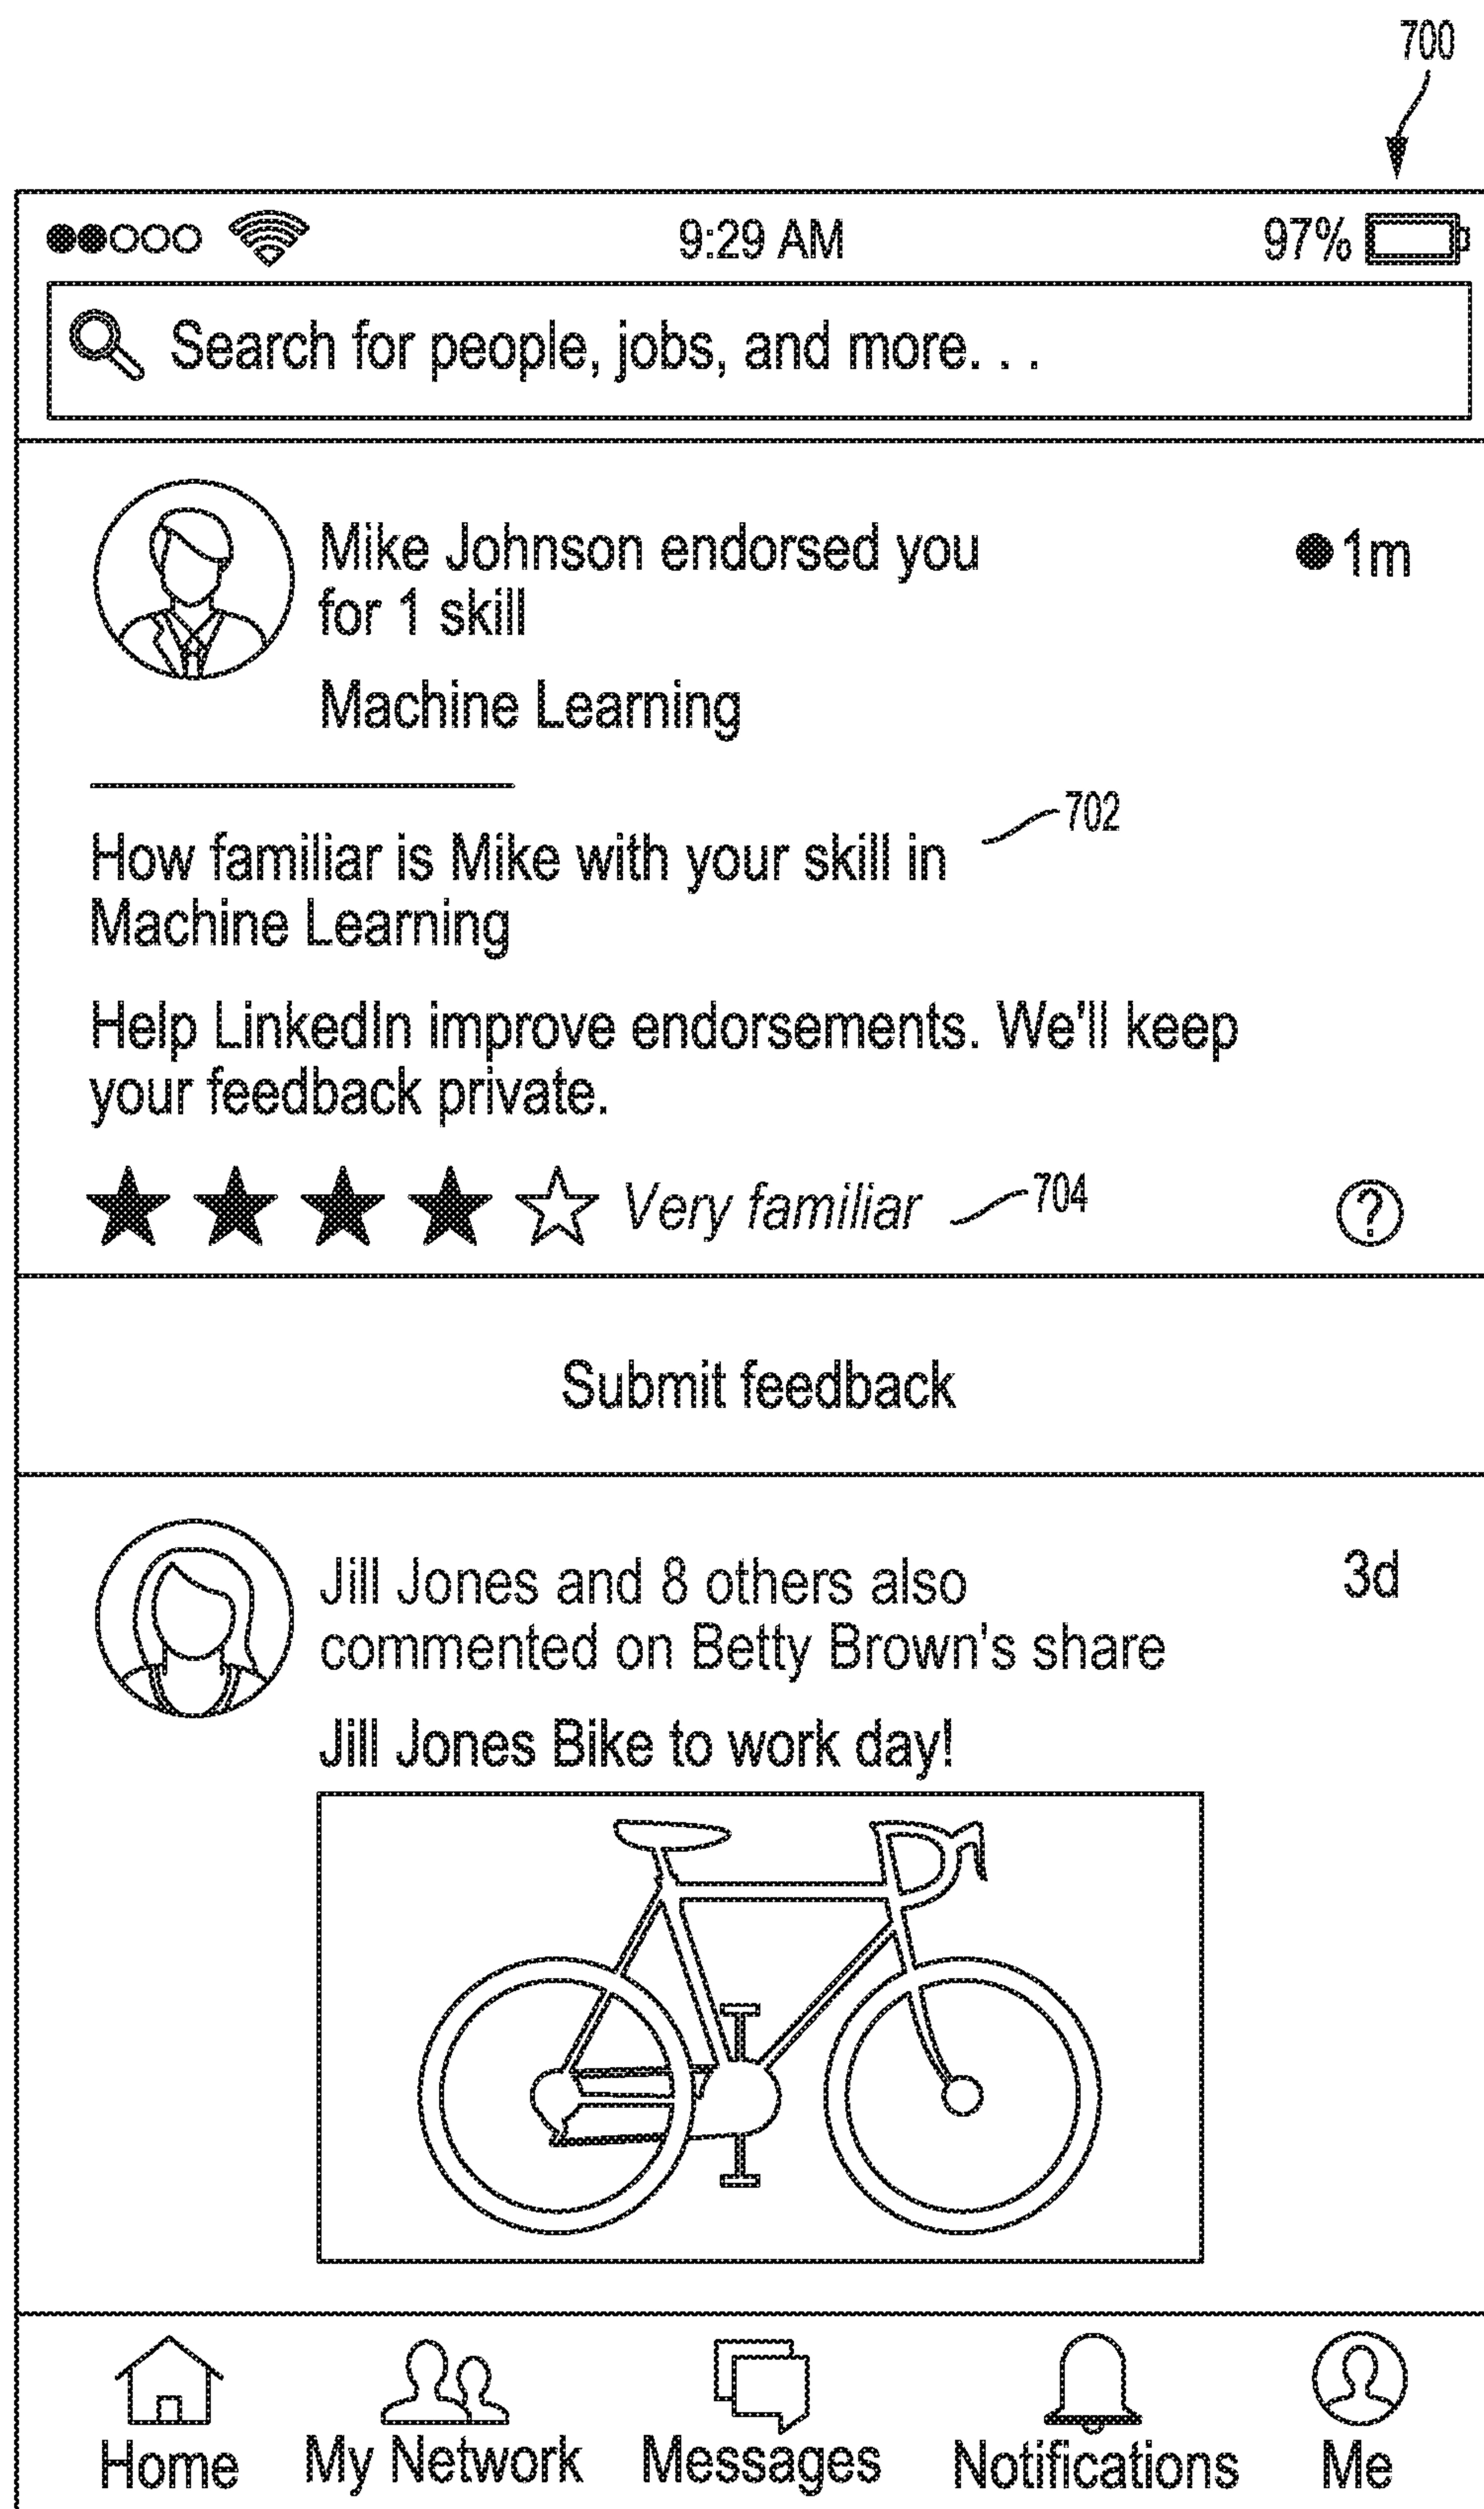 700
9:29 AM 97%
Search for people, jobs, and more. . .
Mike Johnson endorsed you
for 1 skill
1m
Machine Learning
702
How familiar is Mike with your skill in
Machine Learning
Help LinkedIn improve endorsements. We'll keep
your feedback private.
Very familiar
704
?
Submit feedback
Jill Jones and 8 others also
commented on Betty Brown's share
3d
Jill Jones Bike to work day!
Home My Network Messages Notifications Me